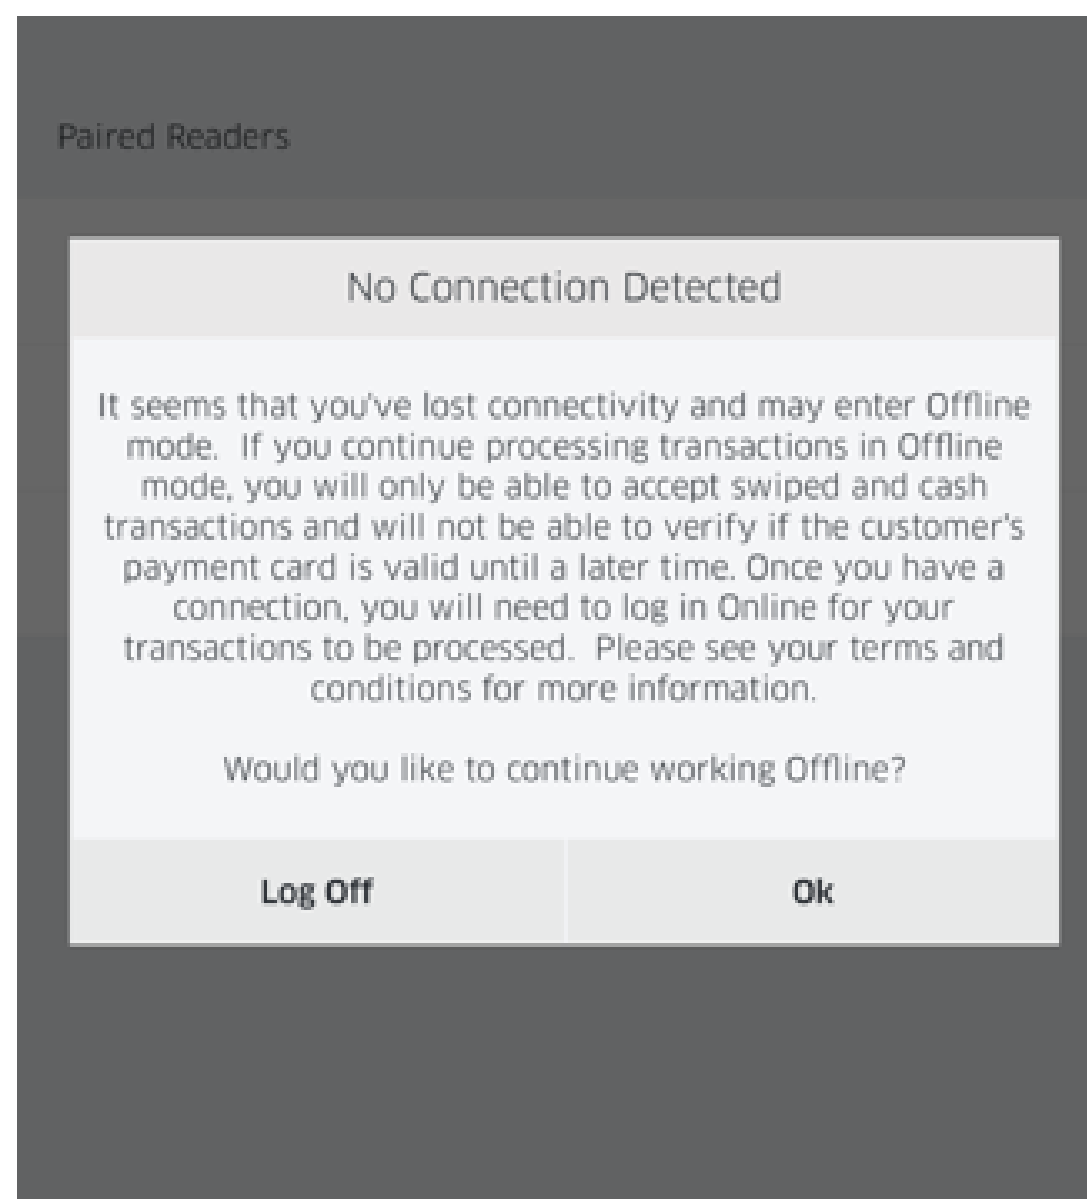 Paired Readers
No Connection Detected
It seems that you've lost connectivity and may enter Offline
mode.  If you continue processing transactions in Offline
mode, you will only be able to accept swiped and cash
transactions and will not be able to verify if the customer's
payment card is valid until a later time. Once you have a
connection, you will need to log in Online for your
transactions to be processed.  Please see your terms and
conditions for more information.
Would you like to continue working Offline?
Log Off
Ok